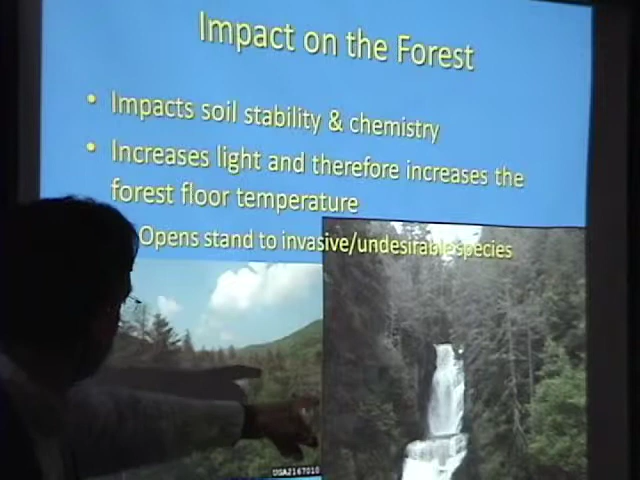 Impact on the Forest
• Impacts soil stability & chemistry
• Increases light and therefore increases the
forest floor temperature
Opens stand to invasive/undesirable species
USA2167010